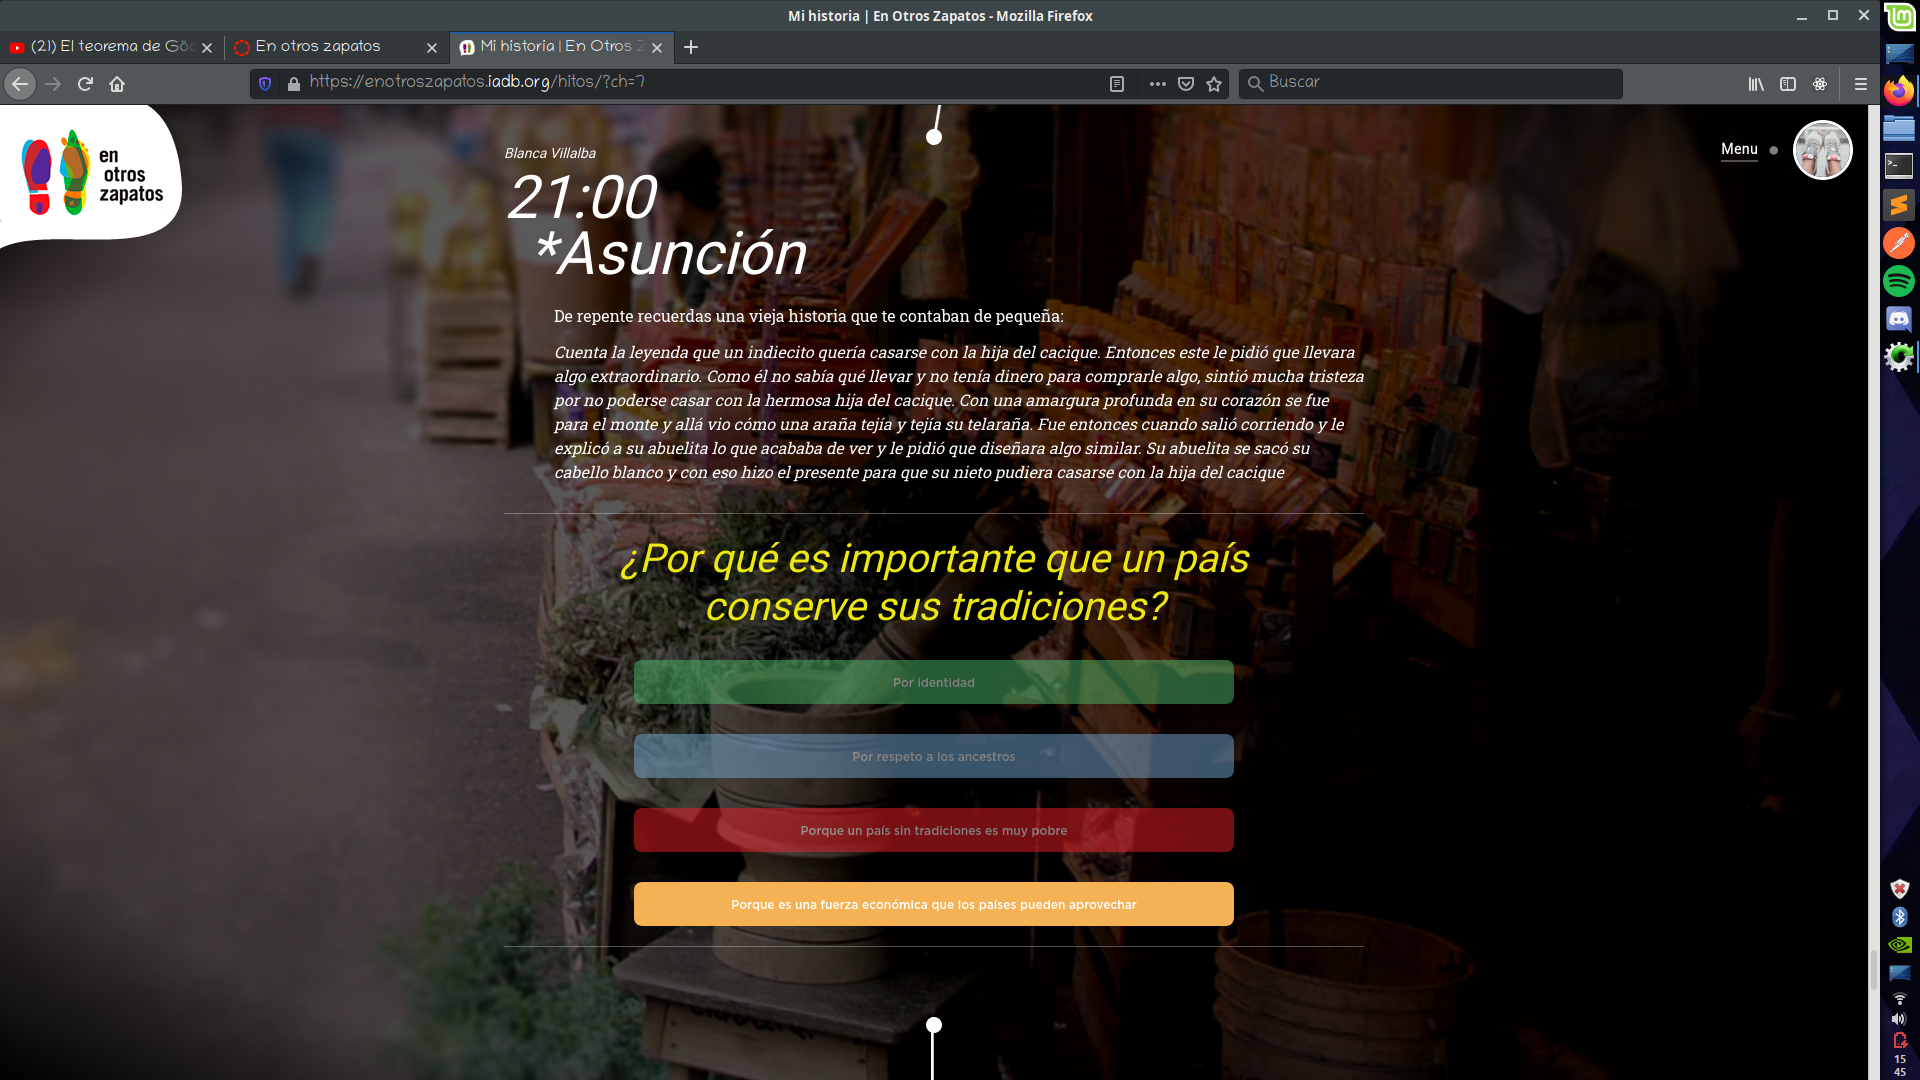 Mi historia | En Otros Zapatos - Mozilla Firefox
(21) El teorema de Gö
En otros zapatos
Mi historia | En Otros Z
https://enotroszapatos.iadb.org/hitos/?ch=7
Buscar
en
otros
zapatos
Menu
Blanca Villalba
21:00
*Asunción
De repente recuerdas una vieja historia que te contaban de pequeña:
Cuenta la leyenda que un indiecito quería casarse con la hija del cacique. Entonces este le pidió que llevara
algo extraordinario. Como él no sabía qué llevar y no tenía dinero para comprarle algo, sintió mucha tristeza
por no poderse casar con la hermosa hija del cacique. Con una amargura profunda en su corazón se fue
para el monte y allá vio cómo una araña tejía y tejía su telaraña. Fue entonces cuando salió corriendo y le
explicó a su abuelita lo que acababa de ver y le pidió que diseñara algo similar. Su abuelita se sacó su
cabello blanco y con eso hizo el presente para que su nieto pudiera casarse con la hija del cacique
¿Por qué es importante que un país
conserve sus tradiciones?
Por identidad
Por respeto a los ancestros
Porque un país sin tradiciones es muy pobre
Porque es una fuerza económica que los países pueden aprovechar
15
45